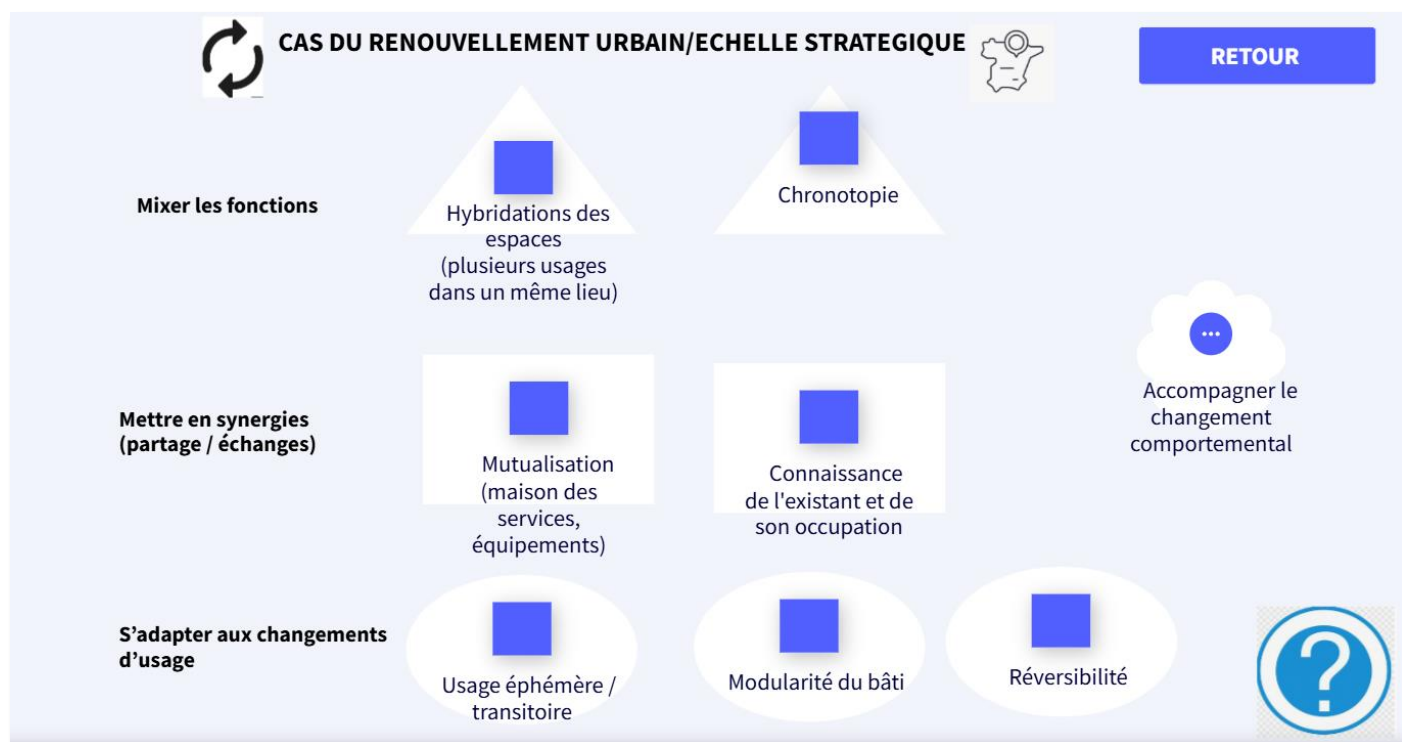 CAS DU RENOUVELLEMENT URBAIN/ECHELLE STRATEGIQUE
RETOUR
Mixer les fonctions
Hybridations des
espaces
(plusieurs usages
dans un même lieu)
Chronotopie
Mettre en synergies
(partage / échanges)
Mutualisation
(maison des
services,
équipements)
Connaissance
de l'existant et de
son occupation
Accompagner le
changement
comportemental
S’adapter aux changements
d’usage
Usage éphémère /
transitoire
Modularité du bâti
Réversibilité
?